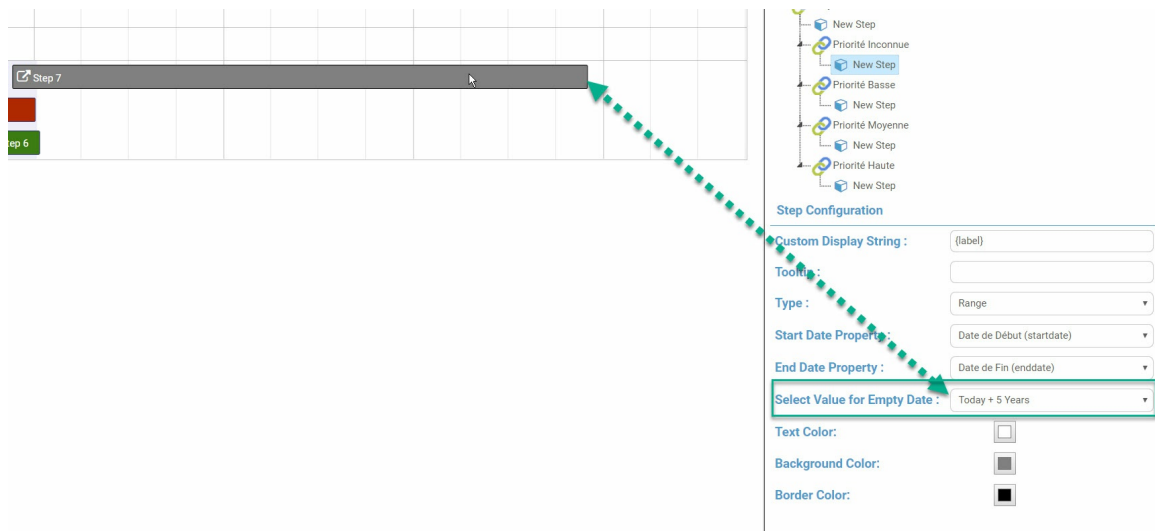 Step 7
tep 6
New Step
Priorité Inconnue
New Step
Priorité Basse
New Step
Priorité Moyenne
New Step
Priorité Haute
New Step
Step Configuration
Custom Display String : {label}
Tooltip :
Type : Range
Start Date Property : Date de Début (startdate)
End Date Property : Date de Fin (enddate)
Select Value for Empty Date : Today + 5 Years
Text Color:
Background Color:
Border Color: